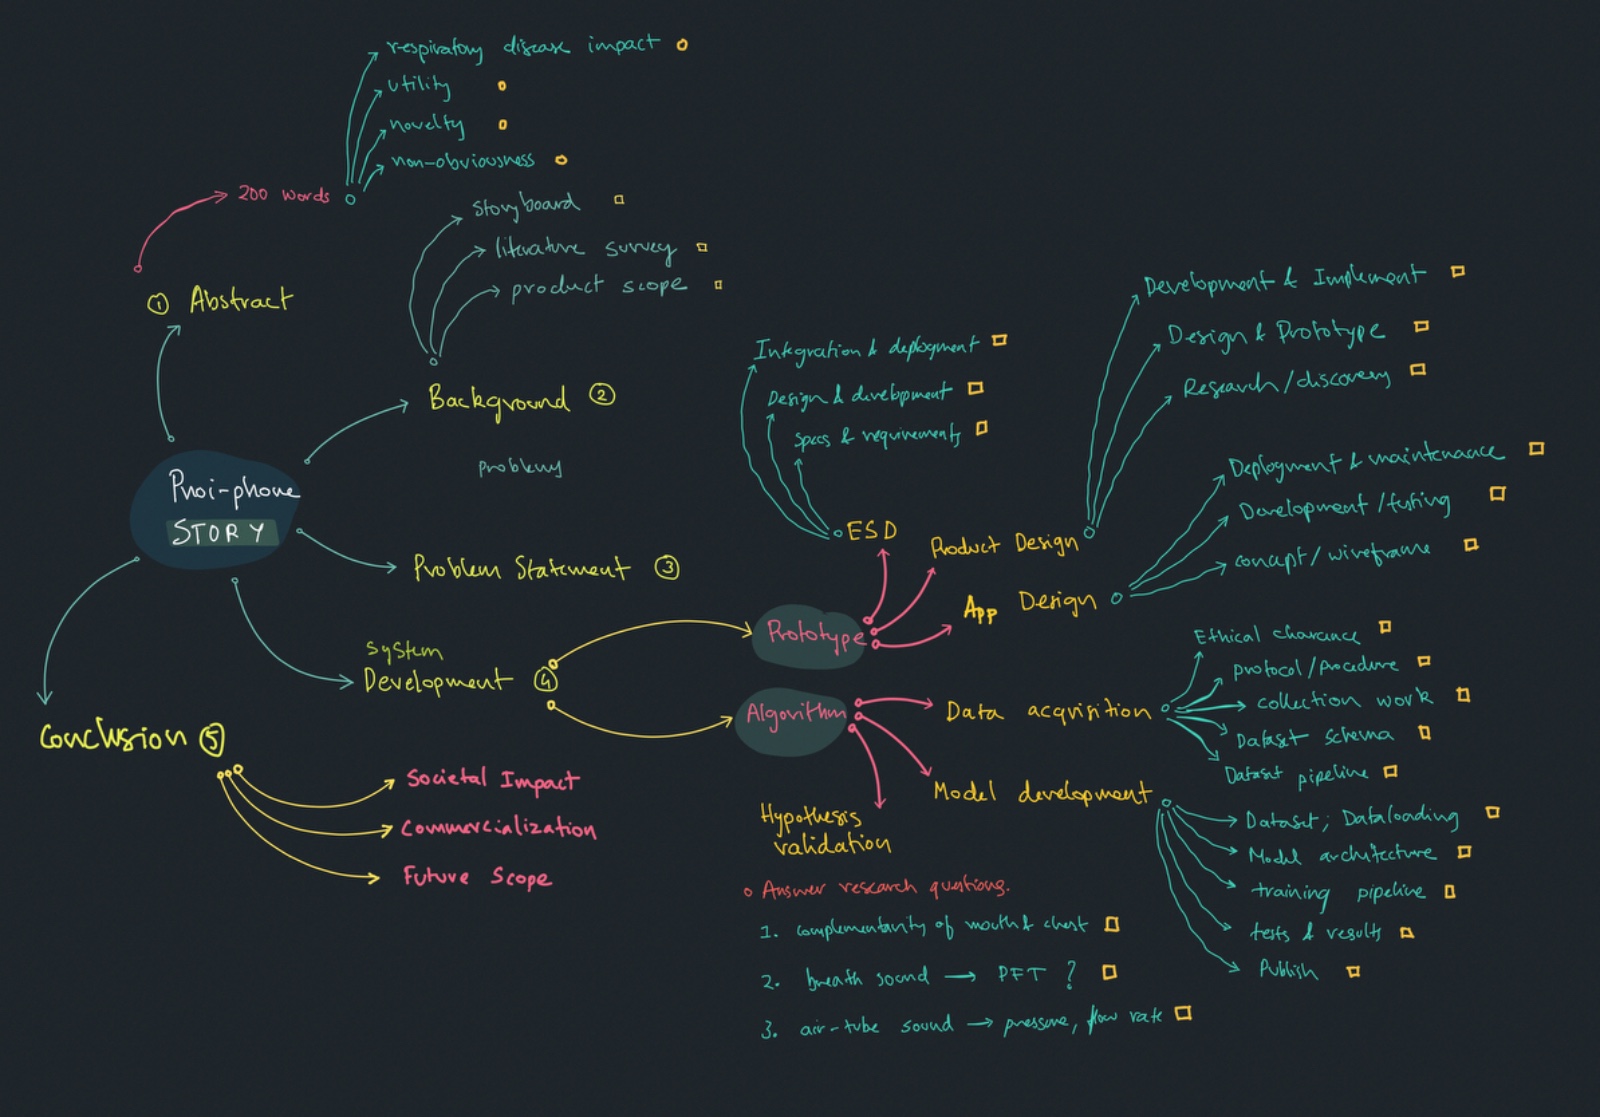 respiratory disease impact
utility
novelty
non-obviousness
200 words
① Abstract
storyboard
literature survey
product scope
Background ②
problems
Pnoi-phone
STORY
Problem Statement ③
system
Development ④
Conclusion ⑤
Societal Impact
Commercialization
Future Scope
Prototype
ESD
Integration & deployment
Design & development
specs & requirements
Product Design
Development & Implement
Design & Prototype
Research/discovery
App Design
Deployment & maintenance
Development/testing
concept/wireframe
Algorithm
Data acquisition
Ethical clearance
protocol/procedure
collection work
Dataset schema
Dataset pipeline
Model development
Dataset; Dataloading
Model architecture
training pipeline
tests & results
Publish
Hypothesis
validation
Answer research questions.
1. complementarity of mouth & chest
2. breath sound → PFT ?
3. air-tube sound → pressure, flow rate